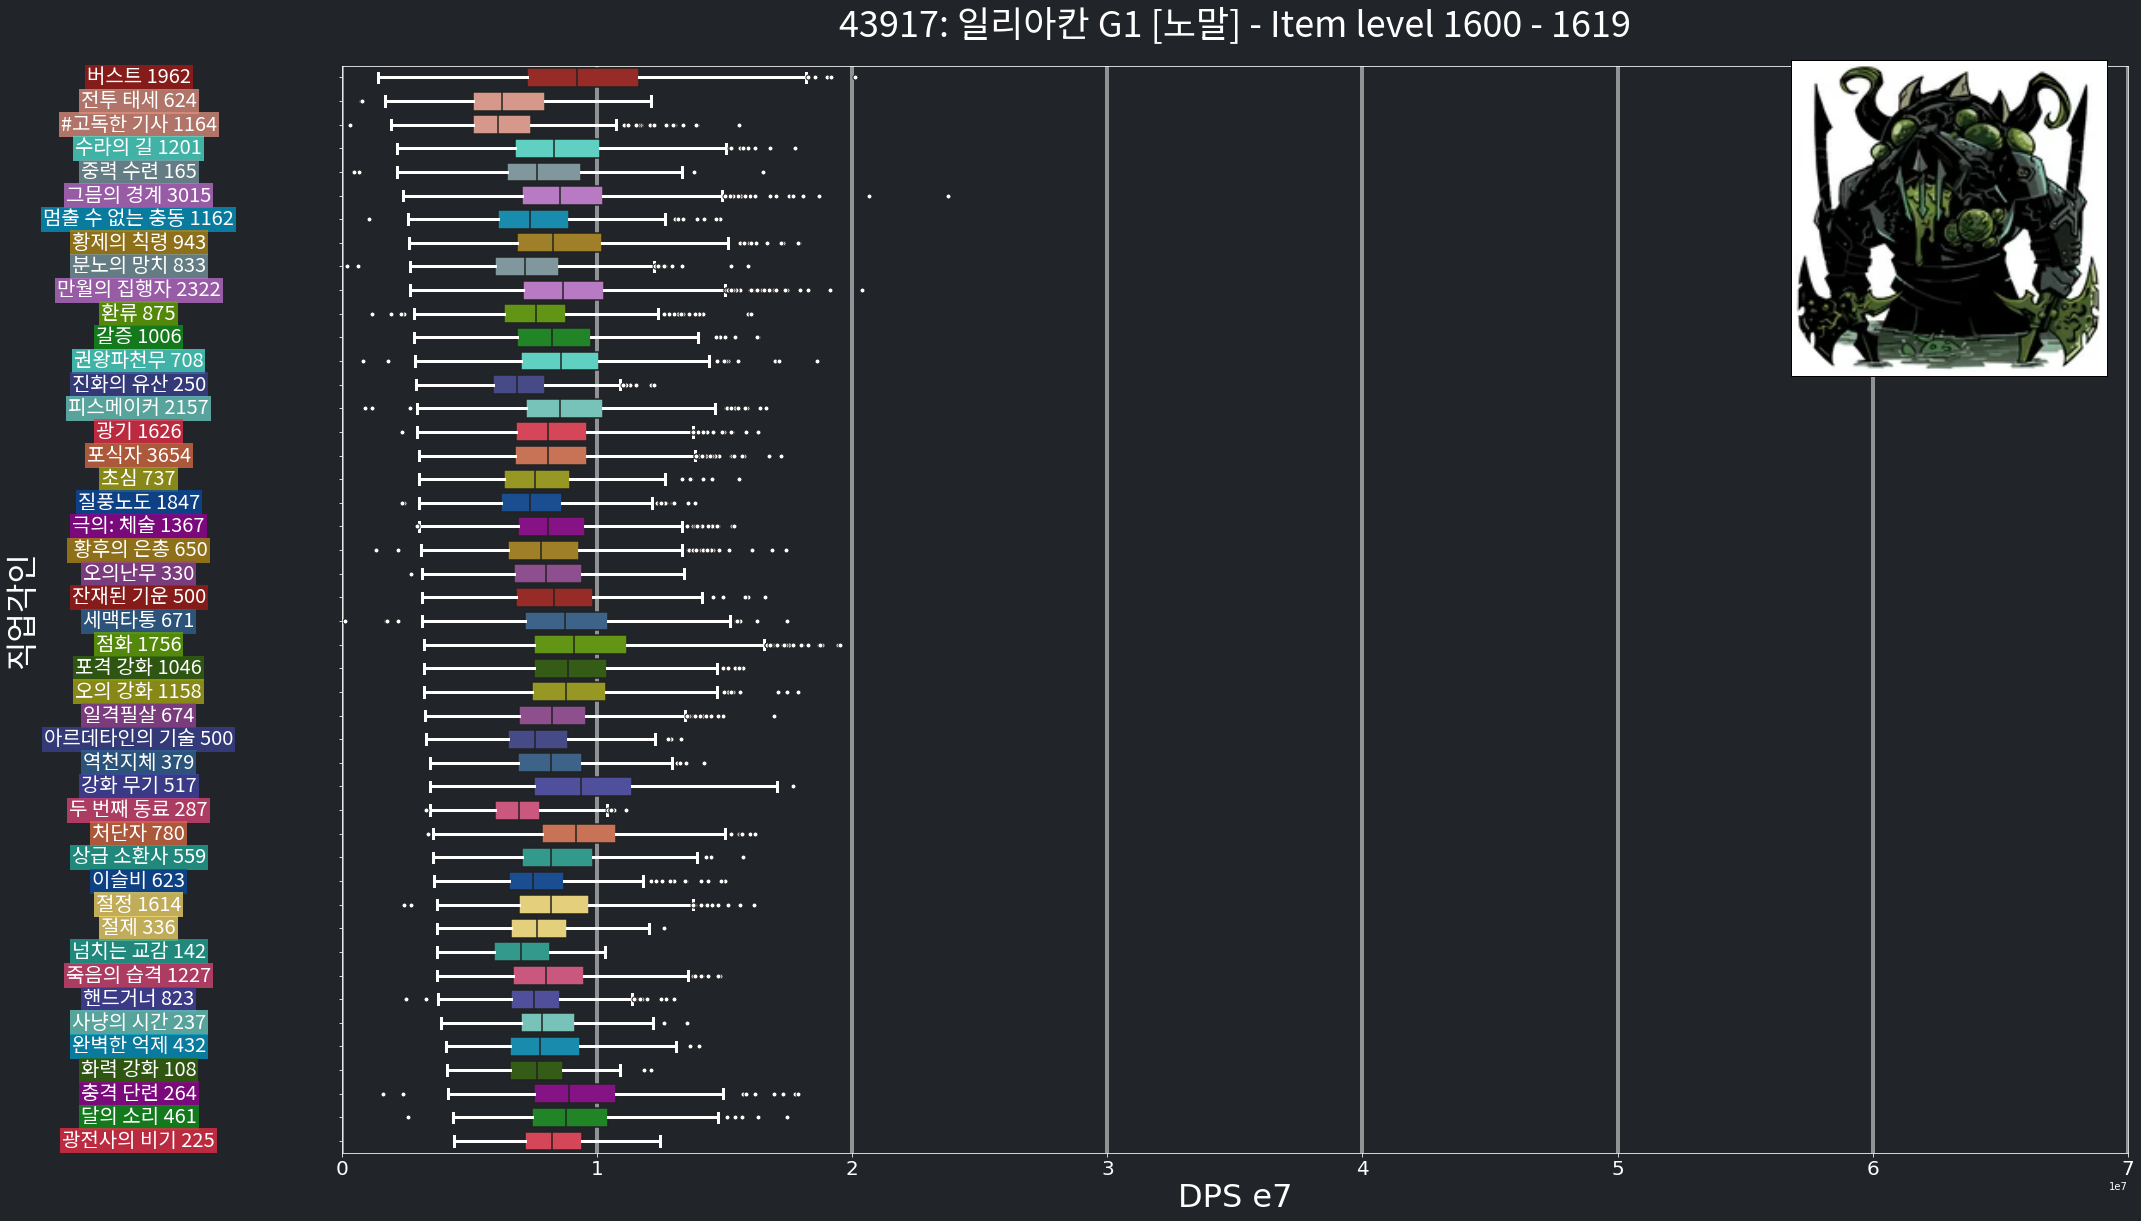 43917: 일리아칸 G1 [노말] - Item level 1600 - 1619
직업각인
버스트 1962
전투 태세 624
#고독한 기사 1164
수라의 길 1201
중력 수련 165
그믐의 경계 3015
멈출 수 없는 충동 1162
황제의 칙령 943
분노의 망치 833
만월의 집행자 2322
환류 875
갈증 1006
권왕파천무 708
진화의 유산 250
피스메이커 2157
광기 1626
포식자 3654
초심 737
질풍노도 1847
극의: 체술 1367
황후의 은총 650
오의난무 330
잔재된 기운 500
세맥타통 671
점화 1756
포격 강화 1046
오의 강화 1158
일격필살 674
아르데타인의 기술 500
역천지체 379
강화 무기 517
두 번째 동료 287
처단자 780
상급 소환사 559
이슬비 623
절정 1614
절제 336
넘치는 교감 142
죽음의 습격 1227
핸드거너 823
사냥의 시간 237
완벽한 억제 432
화력 강화 108
충격 단련 264
달의 소리 461
광전사의 비기 225
0 1 2 3 4 5 6 7
DPS e7
1e7